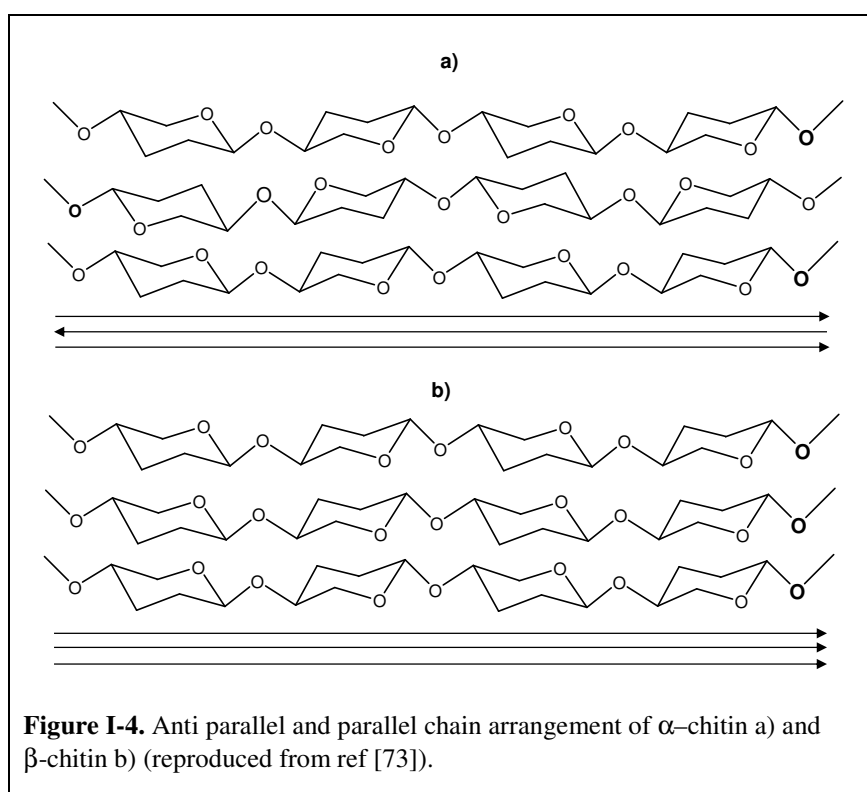 a)
O O O O O O O O O
O O O O O O O O O
O O O O O O O O O
b)
O O O O O O O O O
O O O O O O O O O
O O O O O O O O O
Figure I-4. Anti parallel and parallel chain arrangement of α–chitin a) and
β-chitin b) (reproduced from ref [73]).